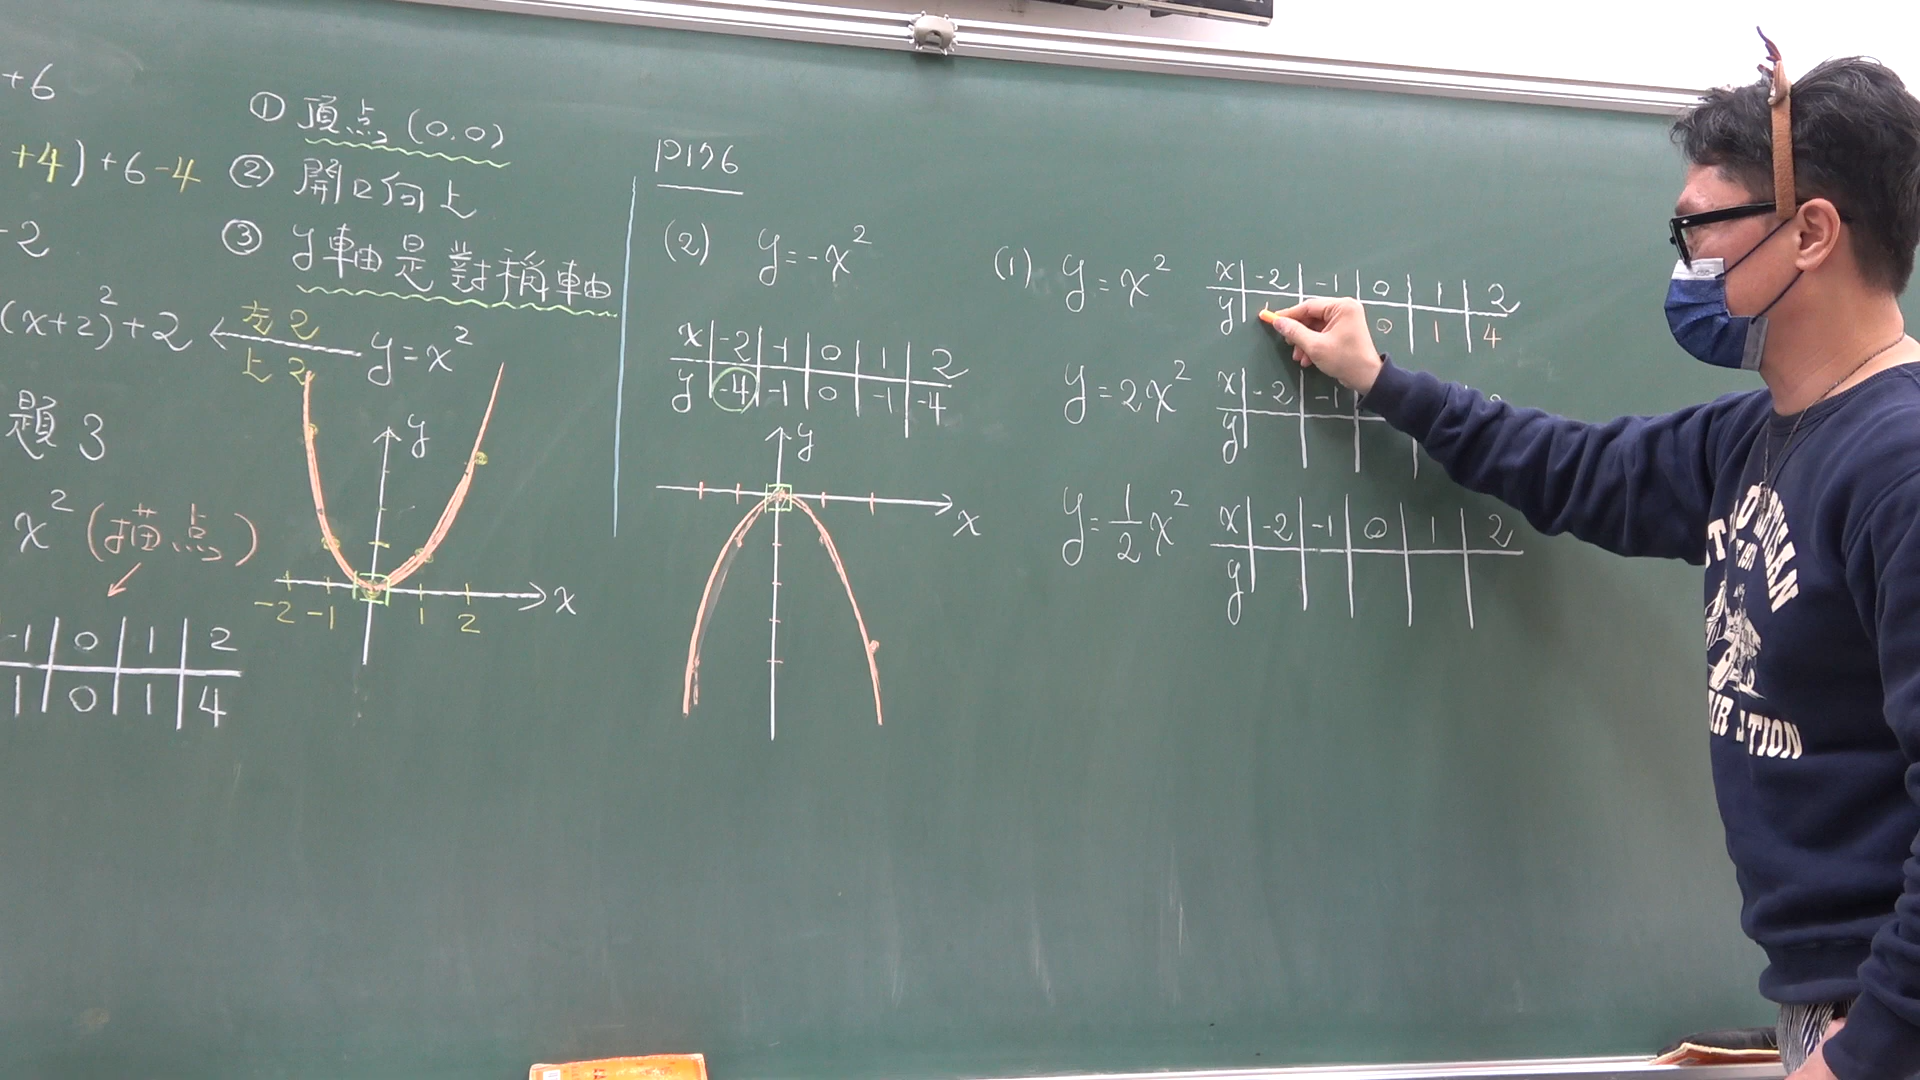 +6
+4) +6-4
-2
(x+2)²+2
左2
上2
y=x²
① 頂点 (0,0)
② 開口向上
③ y軸是對稱軸
題3
x² (描点)
-1 0 1 2
1 0 1 4
y
x
-2 -1 1 2
P176
(2) y=-x²
x -2 -1 0 1 2
y -4 -1 0 -1 -4
y
x
(1) y=x²
x -2 -1 0 1 2
y 0 1 4
y=2x²
x -2 -1
y
y=1/2x²
x -2 -1 0 1 2
y